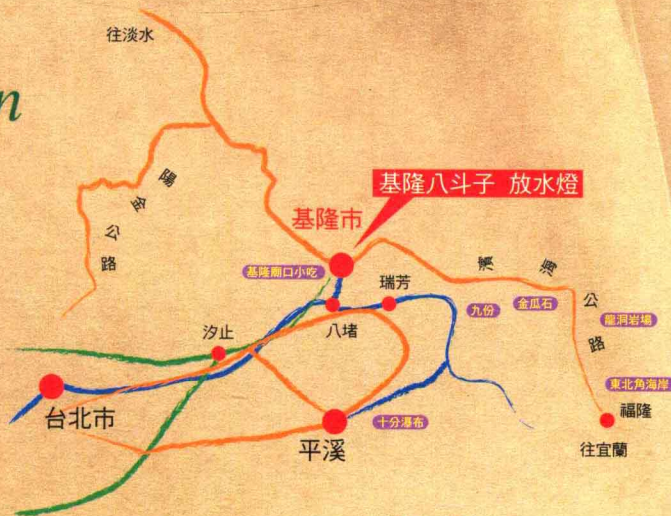 往淡水
n
陽
金
公
路
基隆八斗子 放水燈
基隆市
基隆廟口小吃
濱
海
公
路
瑞芳
九份
金瓜石
龍洞岩場
汐止
八堵
東北角海岸
台北市
平溪
十分瀑布
福隆
往宜蘭